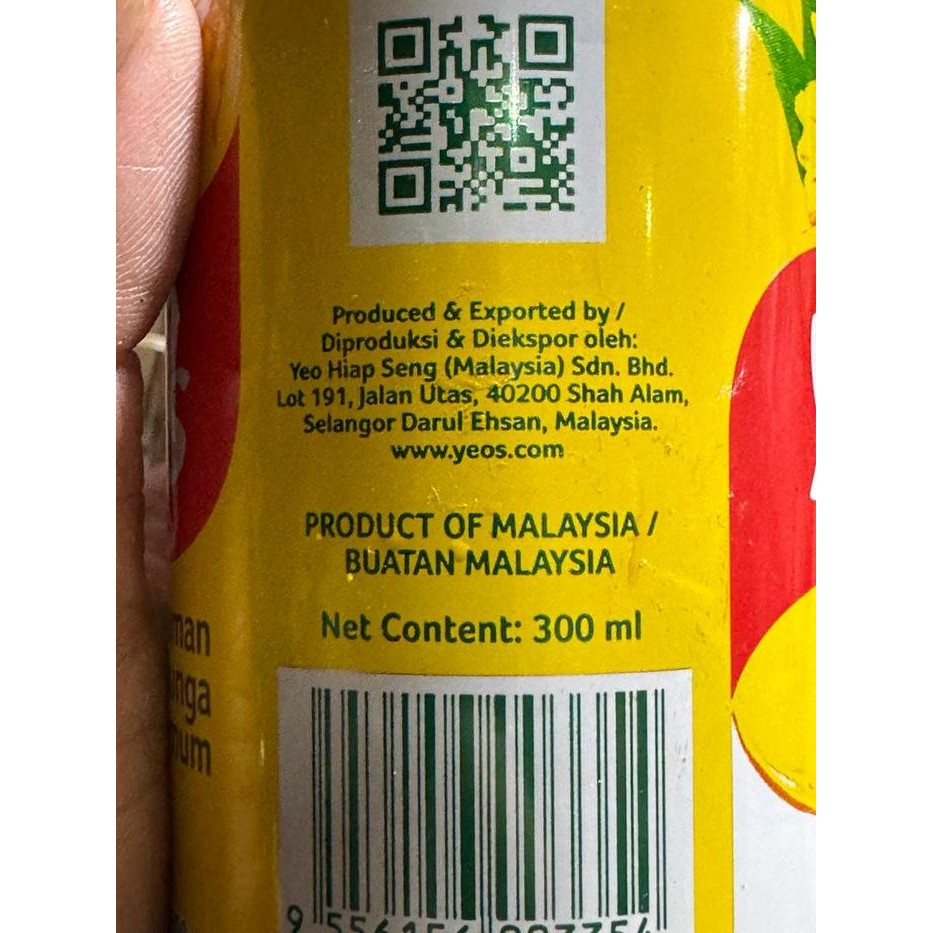 Produced & Exported by /
Diproduksi & Diekspor oleh:
Yeo Hiap Seng (Malaysia) Sdn. Bhd.
Lot 191, Jalan Utas, 40200 Shah Alam,
Selangor Darul Ehsan, Malaysia.
www.yeos.com
PRODUCT OF MALAYSIA /
BUATAN MALAYSIA
Net Content: 300 ml